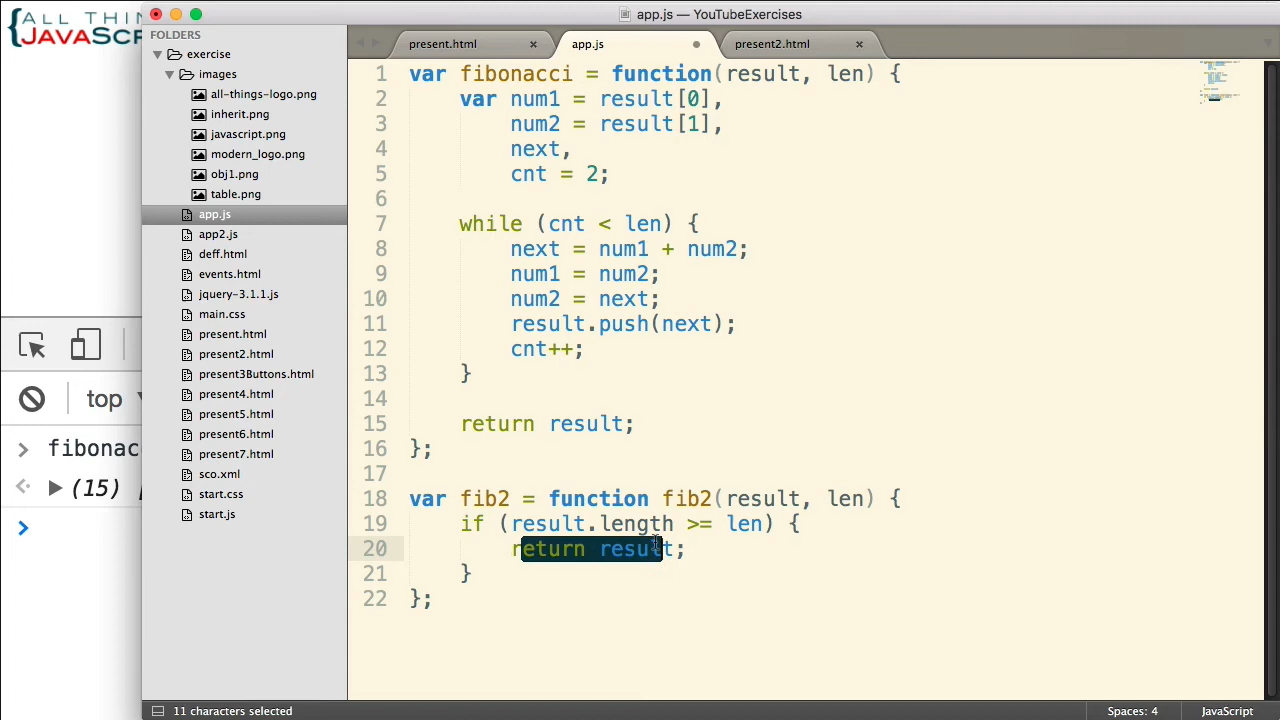 ALL THIN
JAVASCR
app.js — YouTubeExercises
FOLDERS
exercise
images
all-things-logo.png
inherit.png
javascript.png
modern_logo.png
obj1.png
table.png
app.js
app2.js
deff.html
events.html
jquery-3.1.1.js
main.css
present.html
present2.html
present3Buttons.html
present4.html
present5.html
present6.html
present7.html
sco.xml
start.css
start.js
top
fibonacc
(15)
present.html
app.js
present2.html
1 var fibonacci = function(result, len) {
2 var num1 = result[0],
3 num2 = result[1],
4 next,
5 cnt = 2;
6
7 while (cnt < len) {
8 next = num1 + num2;
9 num1 = num2;
10 num2 = next;
11 result.push(next);
12 cnt++;
13 }
14
15 return result;
16 };
17
18 var fib2 = function fib2(result, len) {
19 if (result.length >= len) {
20 return result;
21 }
22 };
11 characters selected
Spaces: 4
JavaScript